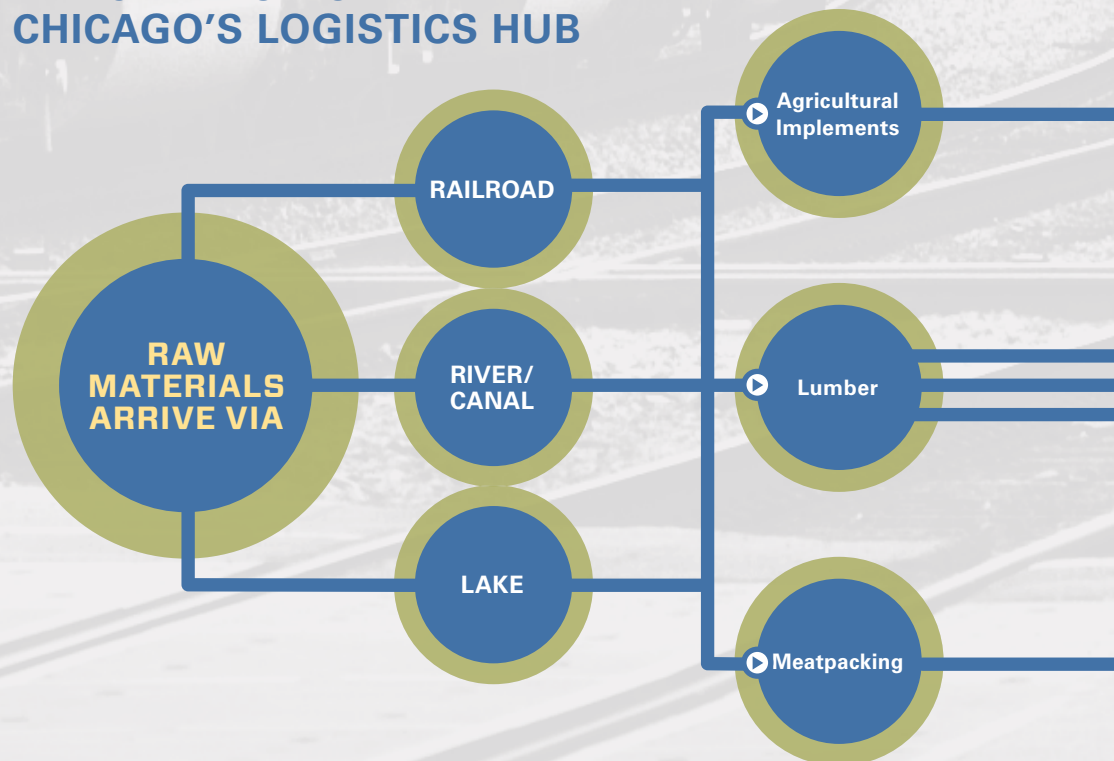 CHICAGO’S LOGISTICS HUB
RAW
MATERIALS
ARRIVE VIA
RAILROAD
RIVER/
CANAL
LAKE
Agricultural
Implements
Lumber
Meatpacking